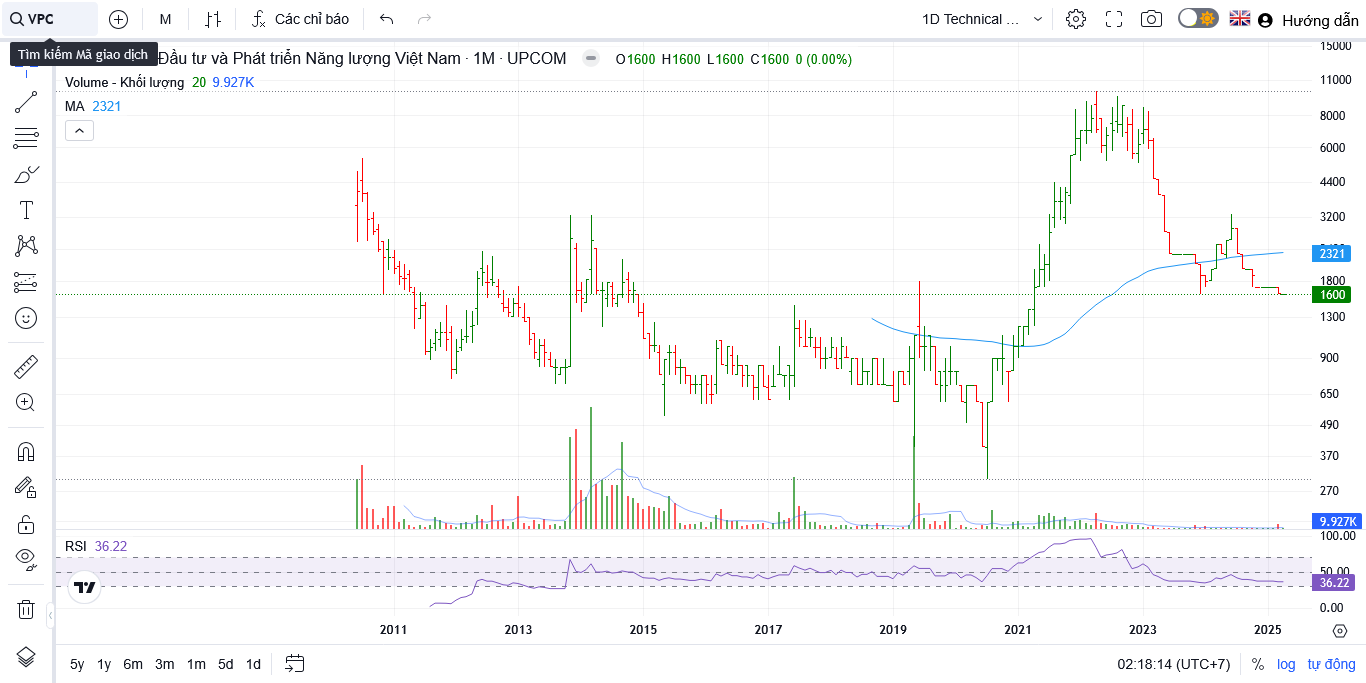 VPC
M
Các chỉ báo
1D Technical ...
Hướng dẫn
Tìm kiếm Mã giao dịch
Đầu tư và Phát triển Năng lượng Việt Nam · 1M · UPCOM
O1600 H1600 L1600 C1600 0 (0.00%)
Volume - Khối lượng 20 9.927K
MA 2321
15000
11000
8000
6000
4400
3200
2321
1800
1600
1300
900
650
490
370
270
9.927K
RSI 36.22
100.00
50.00
36.22
0.00
2011 2013 2015 2017 2019 2021 2023 2025
5y 1y 6m 3m 1m 5d 1d
02:18:14 (UTC+7)
% log tự động